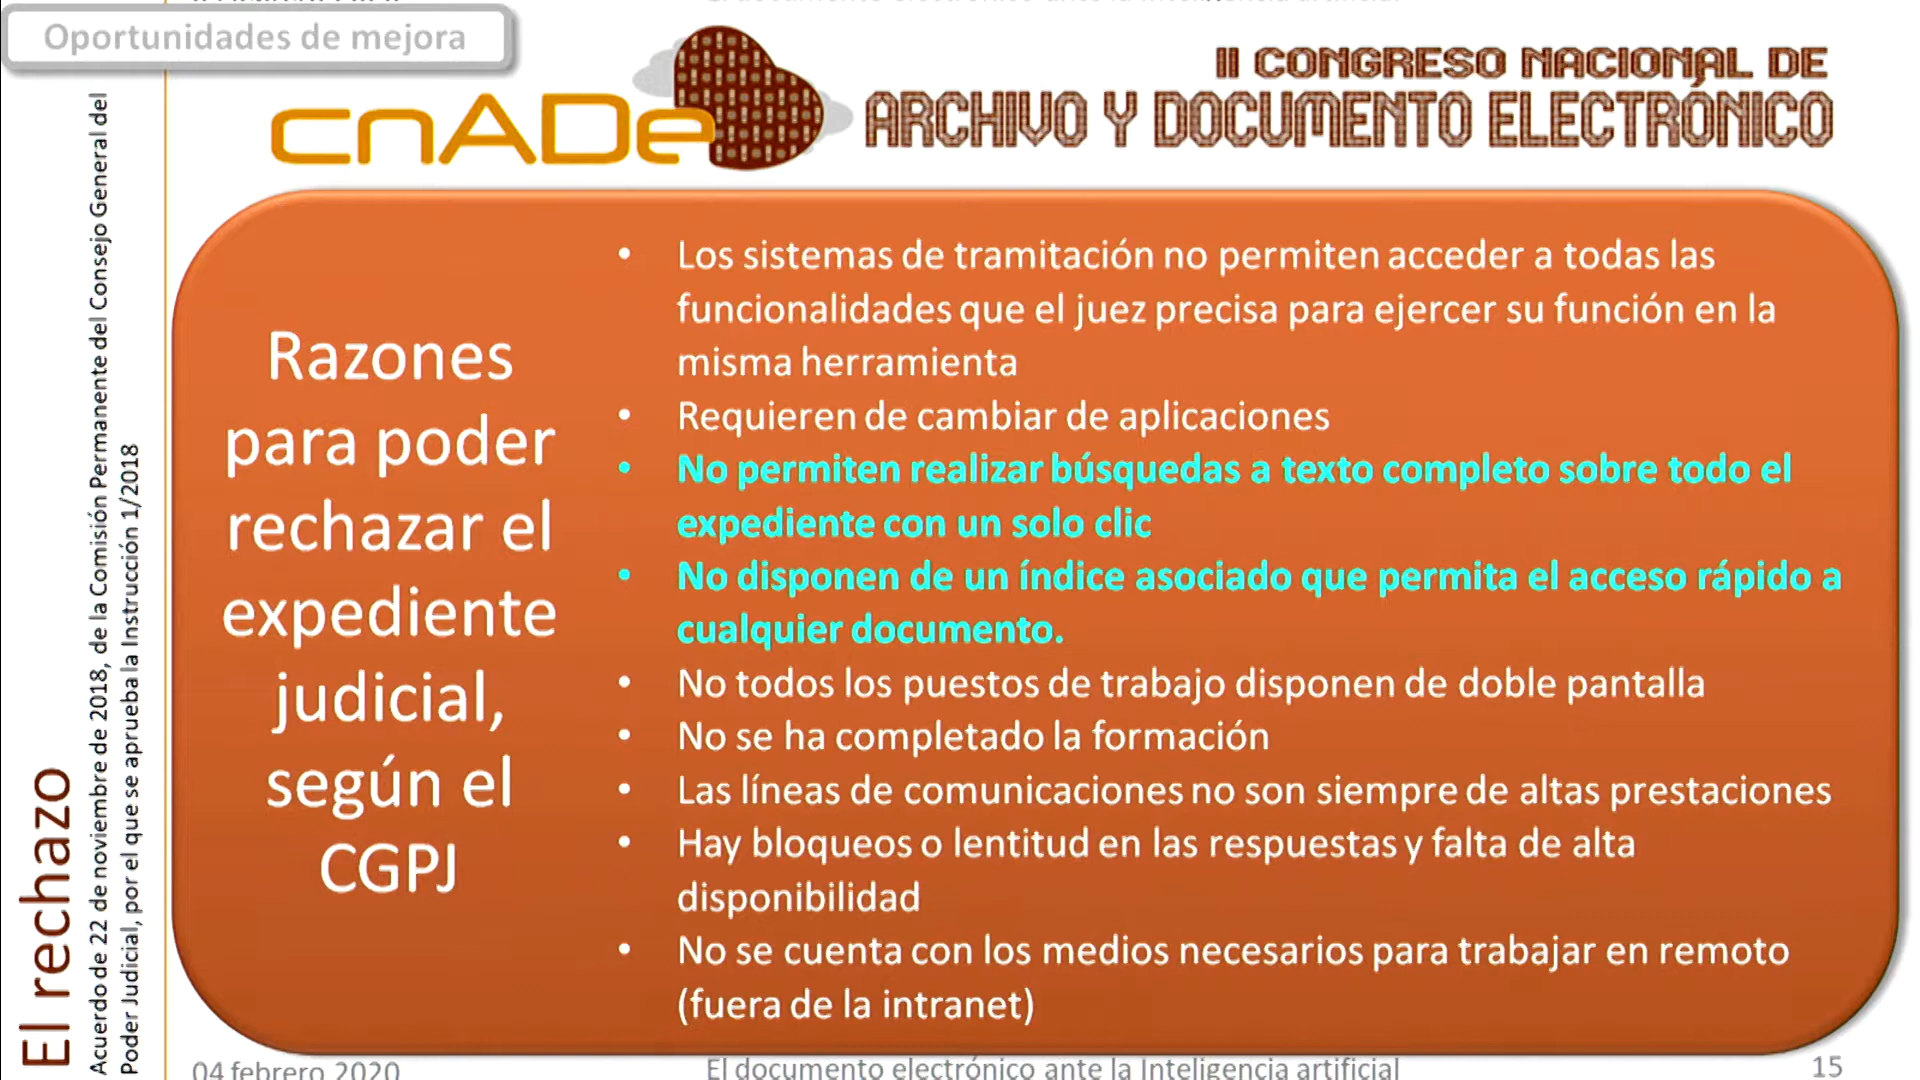 Oportunidades de mejora
cnADe
II CONGRESO NACIONAL DE
ARCHIVO Y DOCUMENTO ELECTRÓNICO
El rechazo
Acuerdo de 22 de noviembre de 2018, de la Comisión Permanente del Consejo General del
Poder Judicial, por el que se aprueba la Instrucción 1/2018
Razones
para poder
rechazar el
expediente
judicial,
según el
CGPJ
• Los sistemas de tramitación no permiten acceder a todas las
funcionalidades que el juez precisa para ejercer su función en la
misma herramienta
• Requieren de cambiar de aplicaciones
• No permiten realizar búsquedas a texto completo sobre todo el
expediente con un solo clic
• No disponen de un índice asociado que permita el acceso rápido a
cualquier documento.
• No todos los puestos de trabajo disponen de doble pantalla
• No se ha completado la formación
• Las líneas de comunicaciones no son siempre de altas prestaciones
• Hay bloqueos o lentitud en las respuestas y falta de alta
disponibilidad
• No se cuenta con los medios necesarios para trabajar en remoto
(fuera de la intranet)
04 febrero 2020
El documento electrónico ante la Inteligencia artificial
15